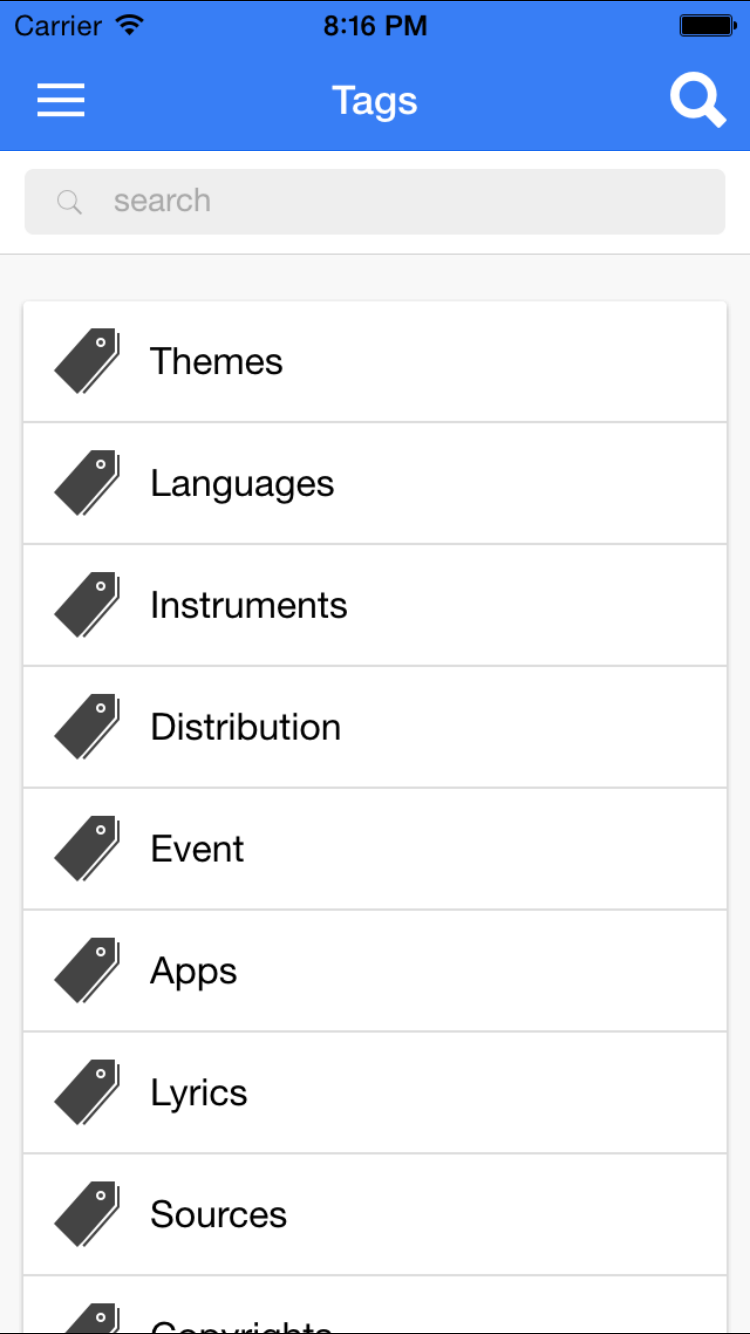 Carrier 8:16 PM
Tags
search
Themes
Languages
Instruments
Distribution
Event
Apps
Lyrics
Sources
Copyrights